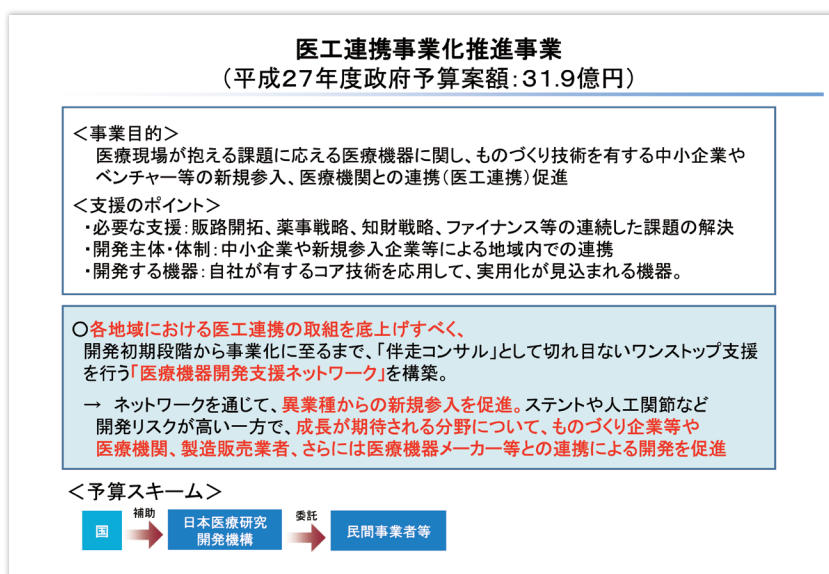 医工連携事業化推進事業
（平成２７年度政府予算案額：３１.９億円）
＜事業目的＞
医療現場が抱える課題に応える医療機器に関し、ものづくり技術を有する中小企業や
ベンチャー等の新規参入、医療機関との連携（医工連携）促進
＜支援のポイント＞
・必要な支援：販路開拓、薬事戦略、知財戦略、ファイナンス等の連続した課題の解決
・開発主体・体制：中小企業や新規参入企業等による地域内での連携
・開発する機器：自社が有するコア技術を応用して、実用化が見込まれる機器。
○各地域における医工連携の取組を底上げすべく、
開発初期段階から事業化に至るまで、「伴走コンサル」として切れ目ないワンストップ支援
を行う「医療機器開発支援ネットワーク」を構築。
→ ネットワークを通じて、異業種からの新規参入を促進。ステントや人工関節など
開発リスクが高い一方で、成長が期待される分野について、ものづくり企業等や
医療機関、製造販売業者、さらには医療機器メーカー等との連携による開発を促進
＜予算スキーム＞
国
補助
日本医療研究
開発機構
委託
民間事業者等